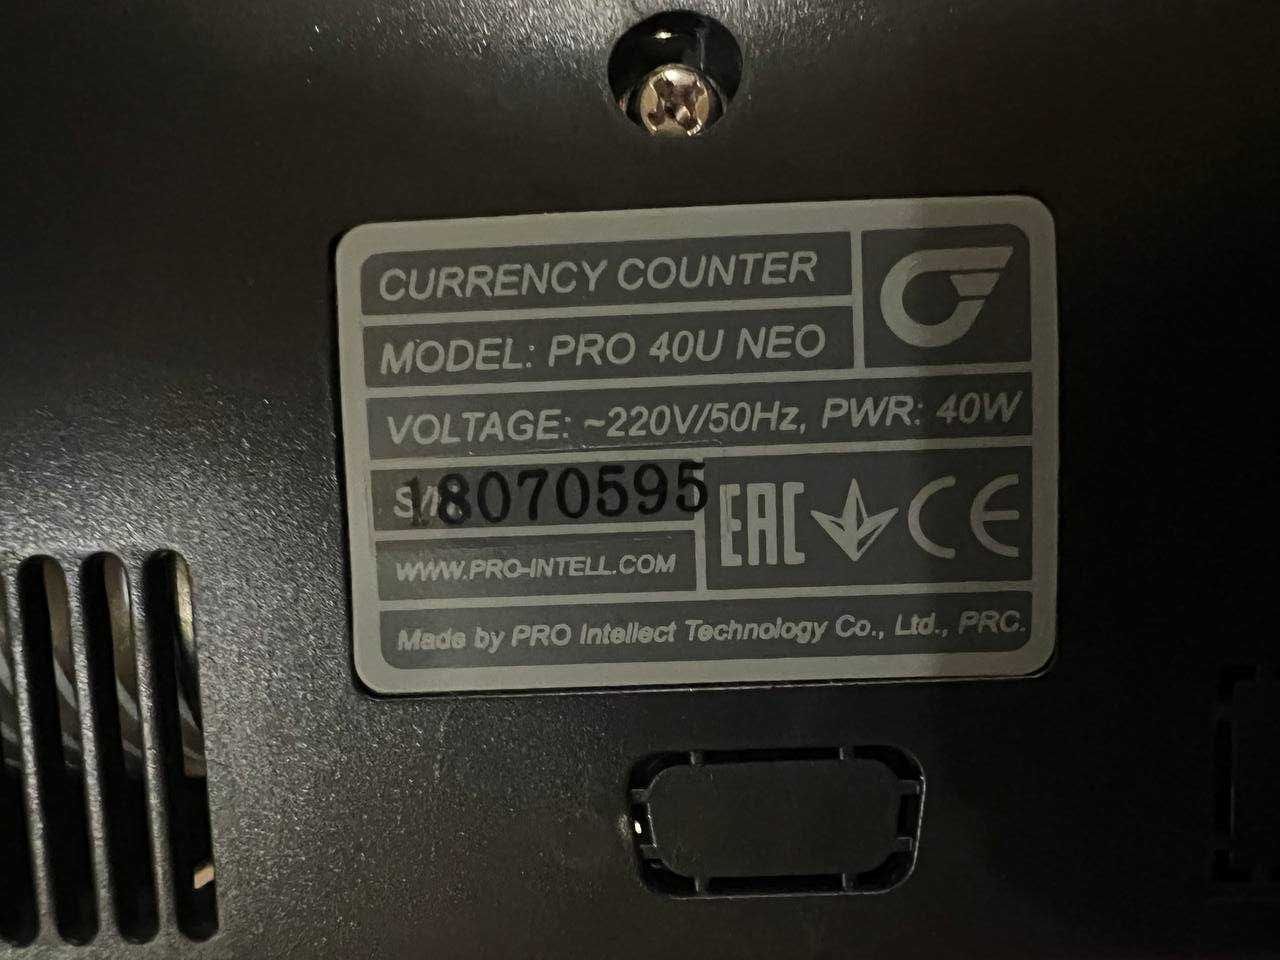 CURRENCY COUNTER
MODEL: PRO 40U NEO
VOLTAGE: ~220V/50Hz, PWR: 40W
S/N 18070595
EAC CE
WWW.PRO-INTELL.COM
Made by PRO Intellect Technology Co., Ltd., PRC.